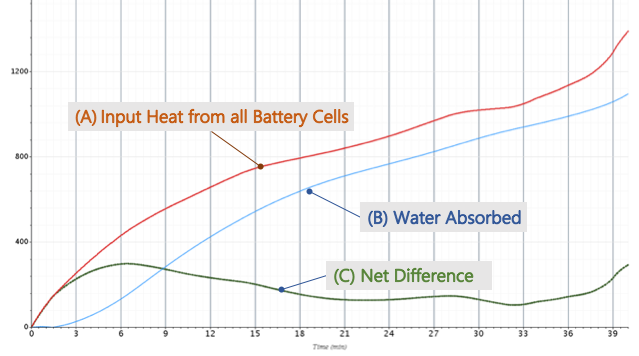 1200
(A) Input Heat from all Battery Cells
800
(B) Water Absorbed
400
(C) Net Difference
0
0 3 6 9 12 15 18 21 24 27 30 33 36 39
Time (min)